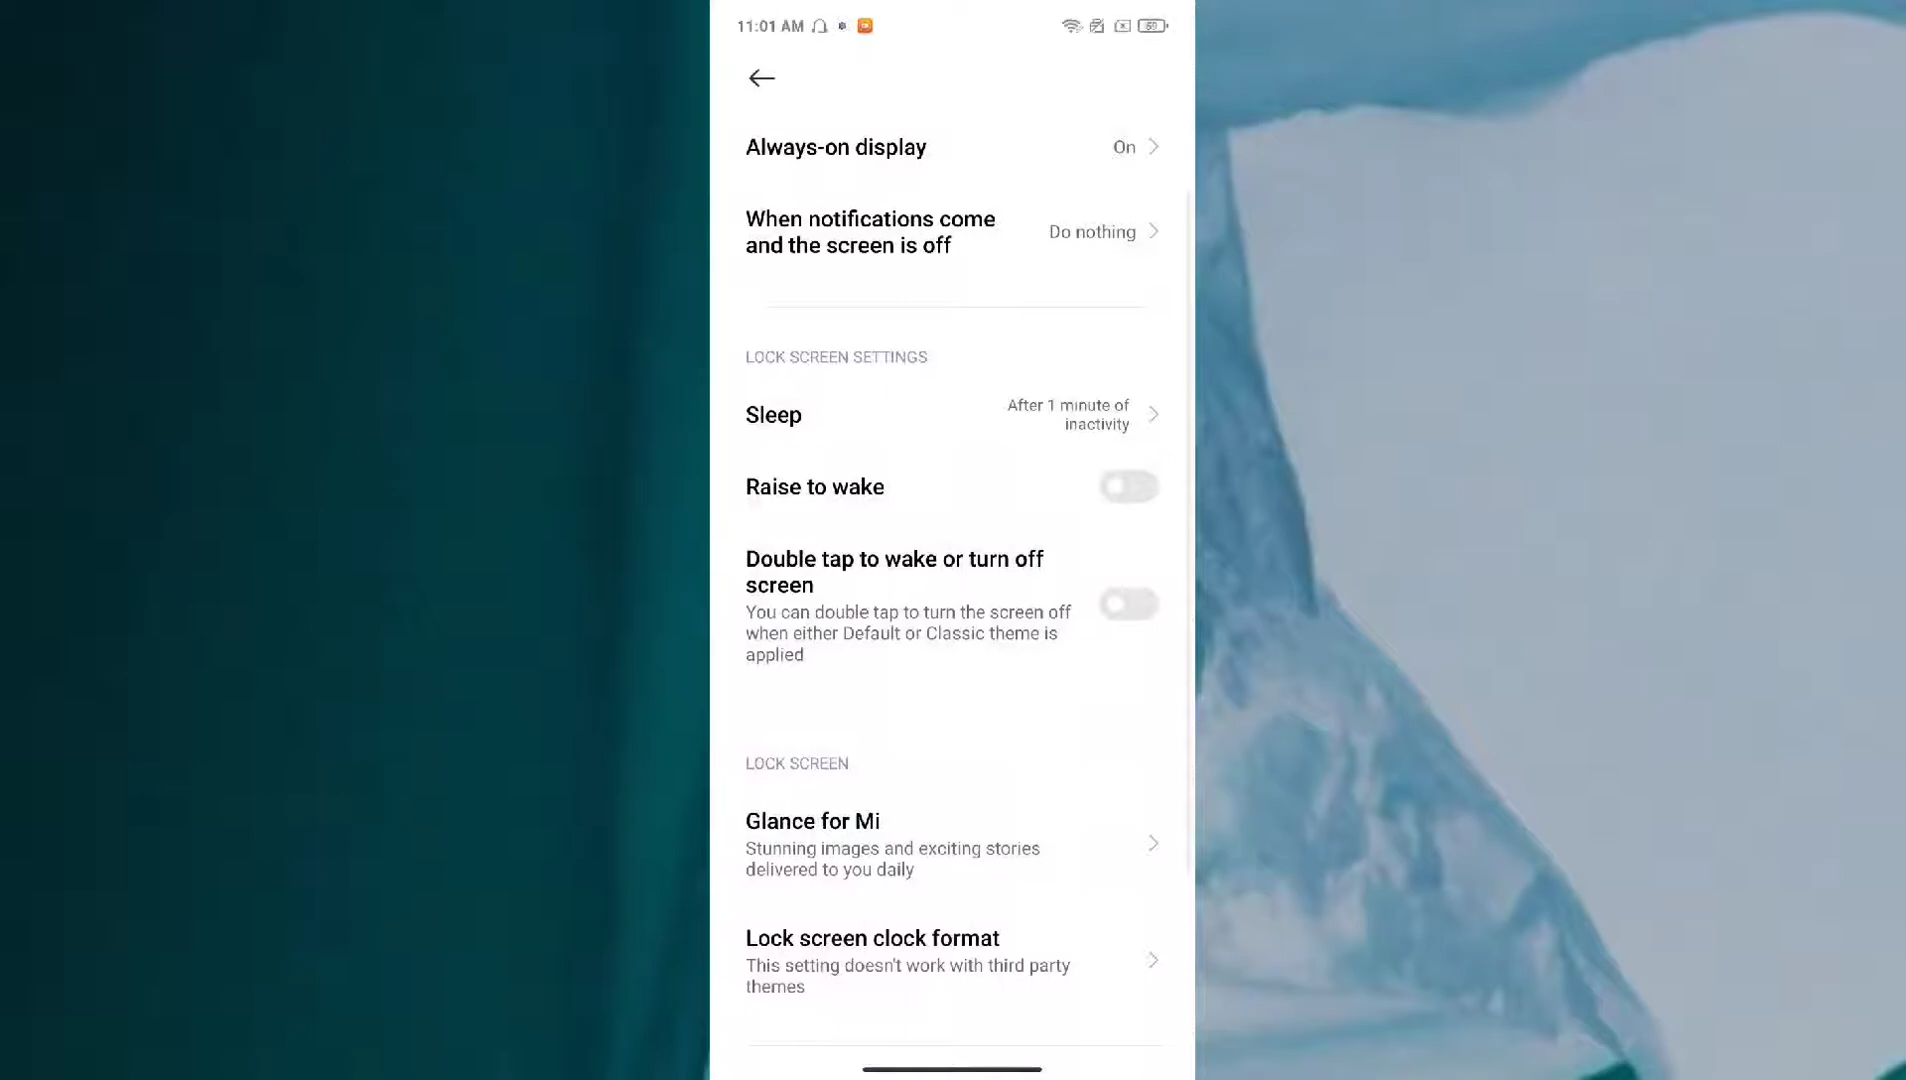 11:01 AM
59
Always-on display
On
When notifications come
and the screen is off
Do nothing
LOCK SCREEN SETTINGS
Sleep
After 1 minute of
inactivity
Raise to wake
Double tap to wake or turn off
screen
You can double tap to turn the screen off
when either Default or Classic theme is
applied
LOCK SCREEN
Glance for Mi
Stunning images and exciting stories
delivered to you daily
Lock screen clock format
This setting doesn't work with third party
themes